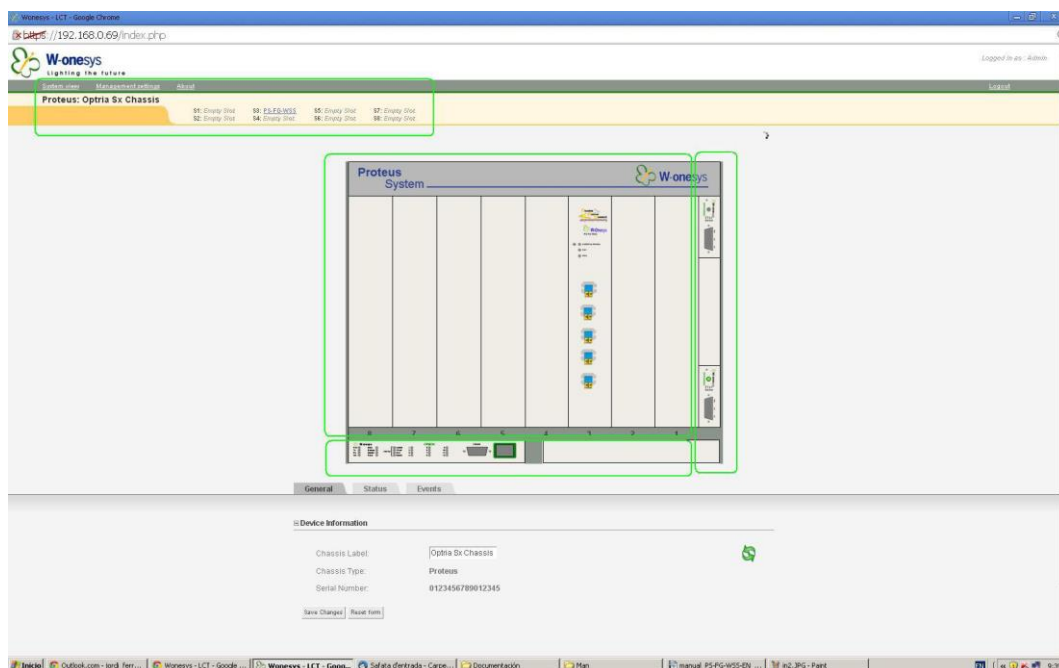 Wonesys - LCT - Google Chrome
https://192.168.0.69/index.php
W-onesys
Lighting the future
Logged in as : Admin
System view Management settings About Logout
Proteus: Optria Sx Chassis
S1: Empty Slot S3: PS-FG-WSS S5: Empty Slot S7: Empty Slot
S2: Empty Slot S4: Empty Slot S6: Empty Slot S8: Empty Slot
Proteus
System
W-onesys
8 7 6 5 4 3 2 1
General Status Events
Device Information
Chassis Label: Optria Sx Chassis
Chassis Type: Proteus
Serial Number: 0123456789012345
Save Changes Reset form
Inicio Outlook.com - jordi ferr... Wonesys - LCT - Google ... Wonesys - LCT - Goog... Safata d'entrada - Carpe... Documentación Man manual PS-FG-WSS-EN ... in2.JPG - Paint EN